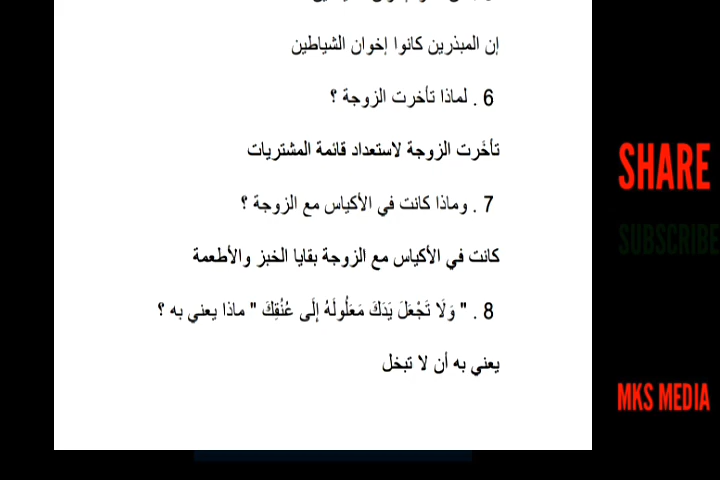 إن المبذرين كانوا إخوان الشياطين
6 . لماذا تأخرت الزوجة ؟
تأخَرت الزوجة لاستعداد قائمة المشتريات
7 . وماذا كانت في الأكياس مع الزوجة ؟
كانت في الأكياس مع الزوجة بقايا الخبز والأطعمة
8 . " وَلَا تَجْعَلَ يَدَكَ مَعَلُولَهُ إِلَى عُنُقِكَ " ماذا يعني به ؟
يعني به أن لا تبخل
SHARE
SUBSCRIBE
MKS MEDIA